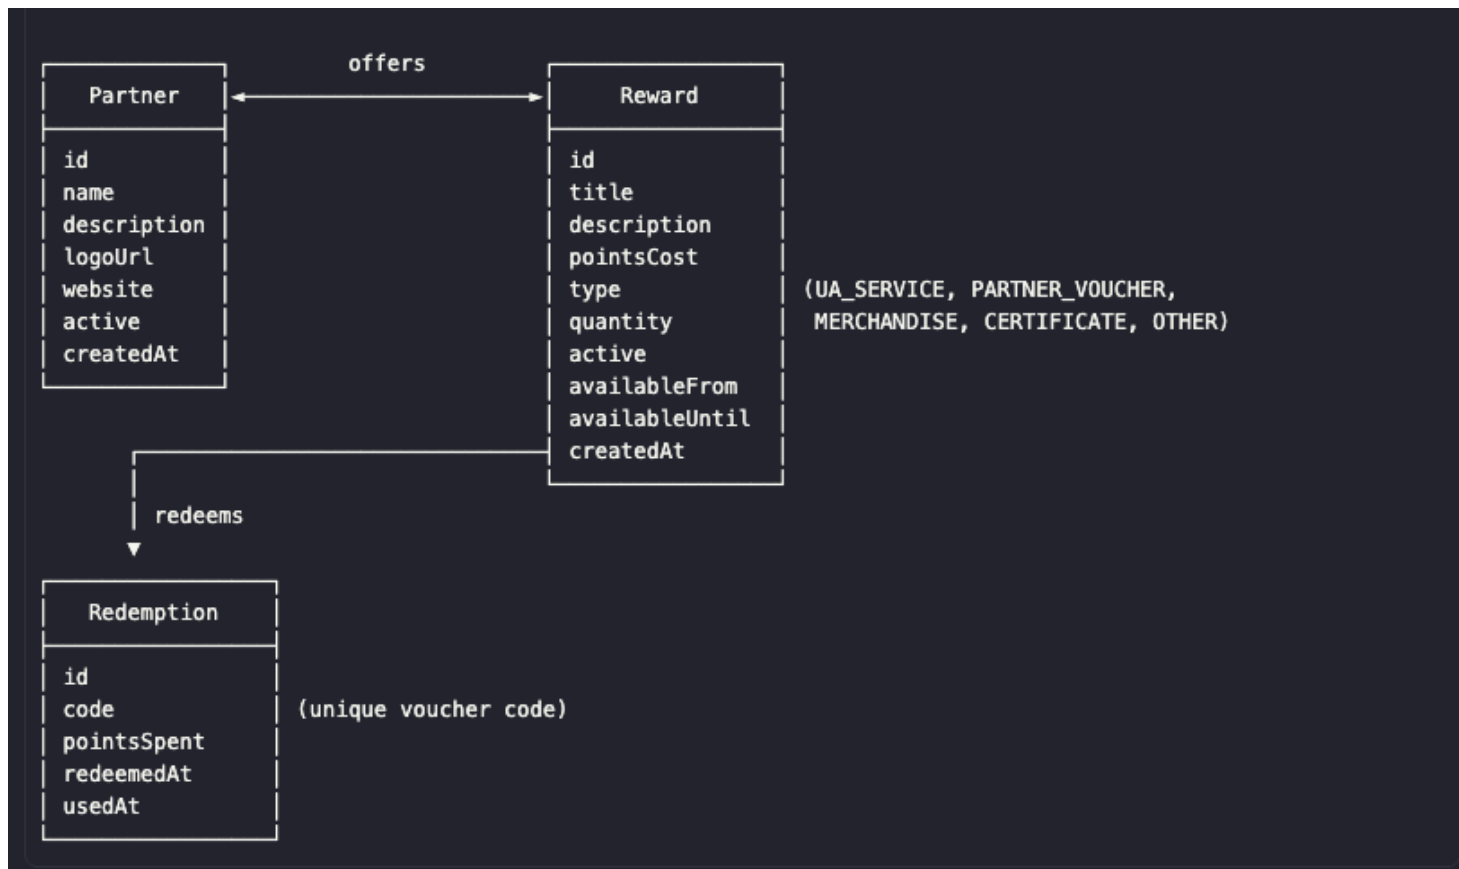 offers
Partner
Reward
id
name
description
logoUrl
website
active
createdAt
id
title
description
pointsCost
type
quantity
active
availableFrom
availableUntil
createdAt
(UA_SERVICE, PARTNER_VOUCHER,
MERCHANDISE, CERTIFICATE, OTHER)
redeems
Redemption
id
code
pointsSpent
redeemedAt
usedAt
(unique voucher code)